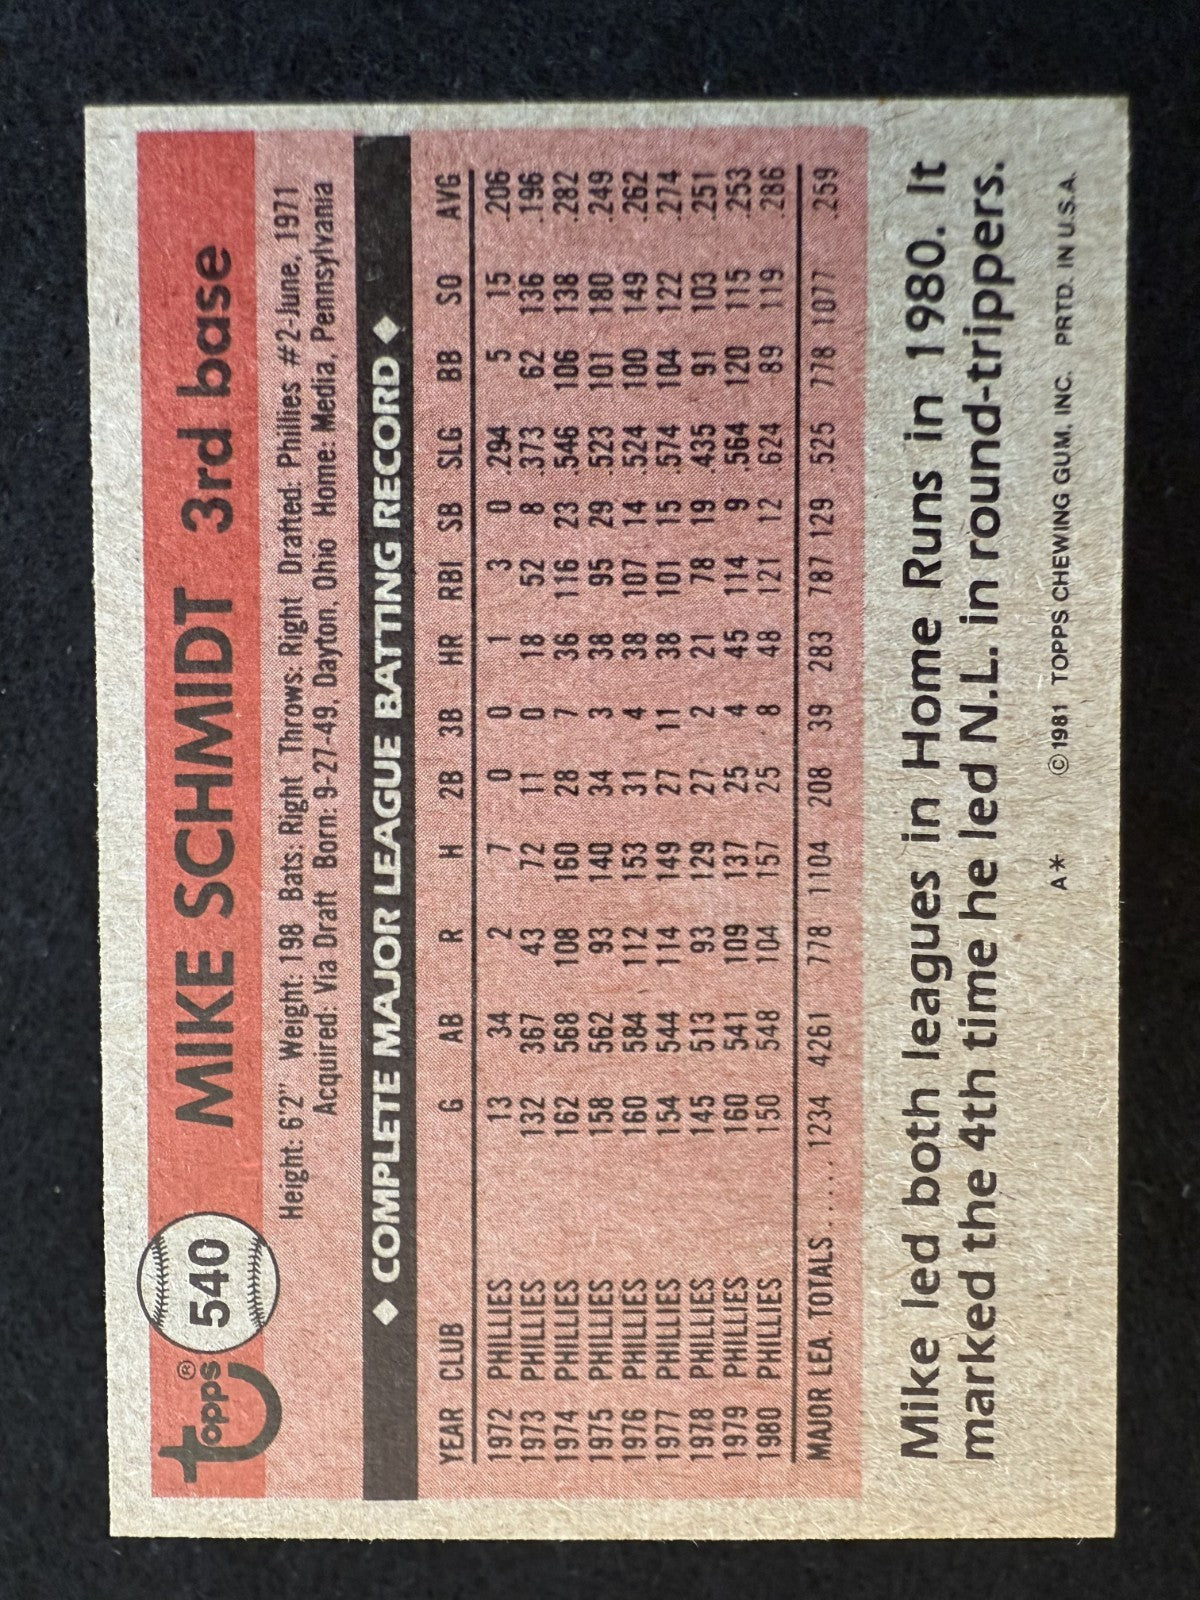 topps®
540
MIKE SCHMIDT 3rd base
Height: 6'2" Weight: 198 Bats: Right Throws: Right Drafted: Phillies #2-June, 1971
Acquired: Via Draft Born: 9-27-49, Dayton, Ohio Home: Media, Pennsylvania
◆ COMPLETE MAJOR LEAGUE BATTING RECORD ◆
YEAR CLUB G AB R H 2B 3B HR RBI SB SLG BB SO AVG
1972 PHILLIES 13 34 2 7 0 0 1 3 0 .294 5 15 .206
1973 PHILLIES 132 367 43 72 11 0 18 52 8 .373 62 136 .196
1974 PHILLIES 162 568 108 160 28 7 36 116 23 .546 106 138 .282
1975 PHILLIES 158 562 93 140 34 3 38 95 29 .523 101 180 .249
1976 PHILLIES 160 584 112 153 31 4 38 107 14 .524 100 149 .262
1977 PHILLIES 154 544 114 149 27 11 38 101 15 .574 104 122 .274
1978 PHILLIES 145 513 93 129 27 2 21 78 19 .435 91 103 .251
1979 PHILLIES 160 541 109 137 25 4 45 114 9 .564 120 115 .253
1980 PHILLIES 150 548 104 157 25 8 48 121 12 .624 89 119 .286
MAJOR LEA. TOTALS...... 1234 4261 778 1104 208 39 283 787 129 .525 778 1077 .259
Mike led both leagues in Home Runs in 1980. It
marked the 4th time he led N.L. in round-trippers.
A* ©1981 TOPPS CHEWING GUM, INC. PRTD. IN U.S.A.